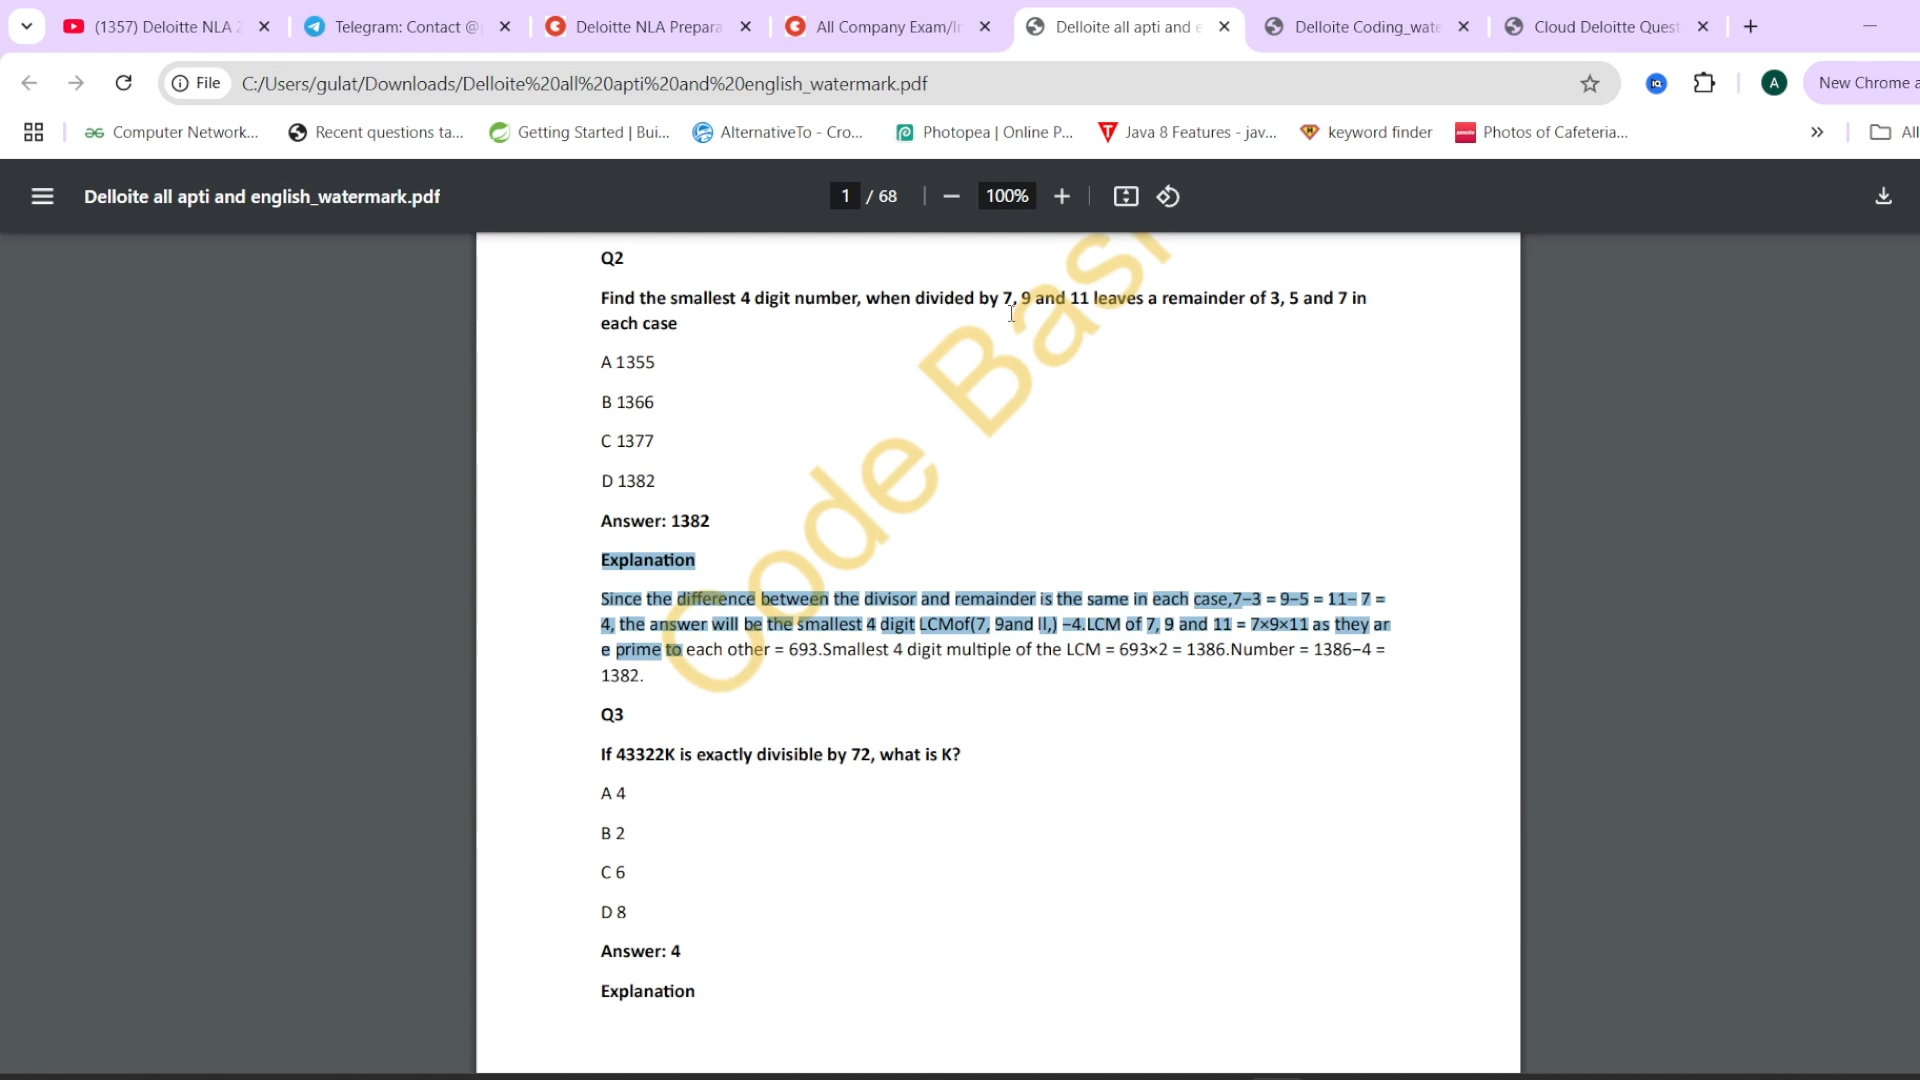 (1357) Deloitte NLA 2
Telegram: Contact @
Deloitte NLA Prepara
All Company Exam/In
Delloite all apti and e
Delloite Coding_wate
Cloud Deloitte Quest
File
C:/Users/gulat/Downloads/Delloite%20all%20apti%20and%20english_watermark.pdf
A
New Chrome a
Computer Network...
Recent questions ta...
Getting Started | Bui...
AlternativeTo - Cro...
Photopea | Online P...
Java 8 Features - jav...
keyword finder
Photos of Cafeteria...
All
Delloite all apti and english_watermark.pdf
1 / 68
100%
Q2
Find the smallest 4 digit number, when divided by 7, 9 and 11 leaves a remainder of 3, 5 and 7 in
each case
A 1355
B 1366
C 1377
D 1382
Answer: 1382
Explanation
Since the difference between the divisor and remainder is the same in each case,7−3 = 9−5 = 11− 7 =
4, the answer will be the smallest 4 digit LCMof(7, 9and ll,) −4.LCM of 7, 9 and 11 = 7×9×11 as they ar
e prime to each other = 693.Smallest 4 digit multiple of the LCM = 693×2 = 1386.Number = 1386−4 =
1382.
Q3
If 43322K is exactly divisible by 72, what is K?
A 4
B 2
C 6
D 8
Answer: 4
Explanation
Code Basi